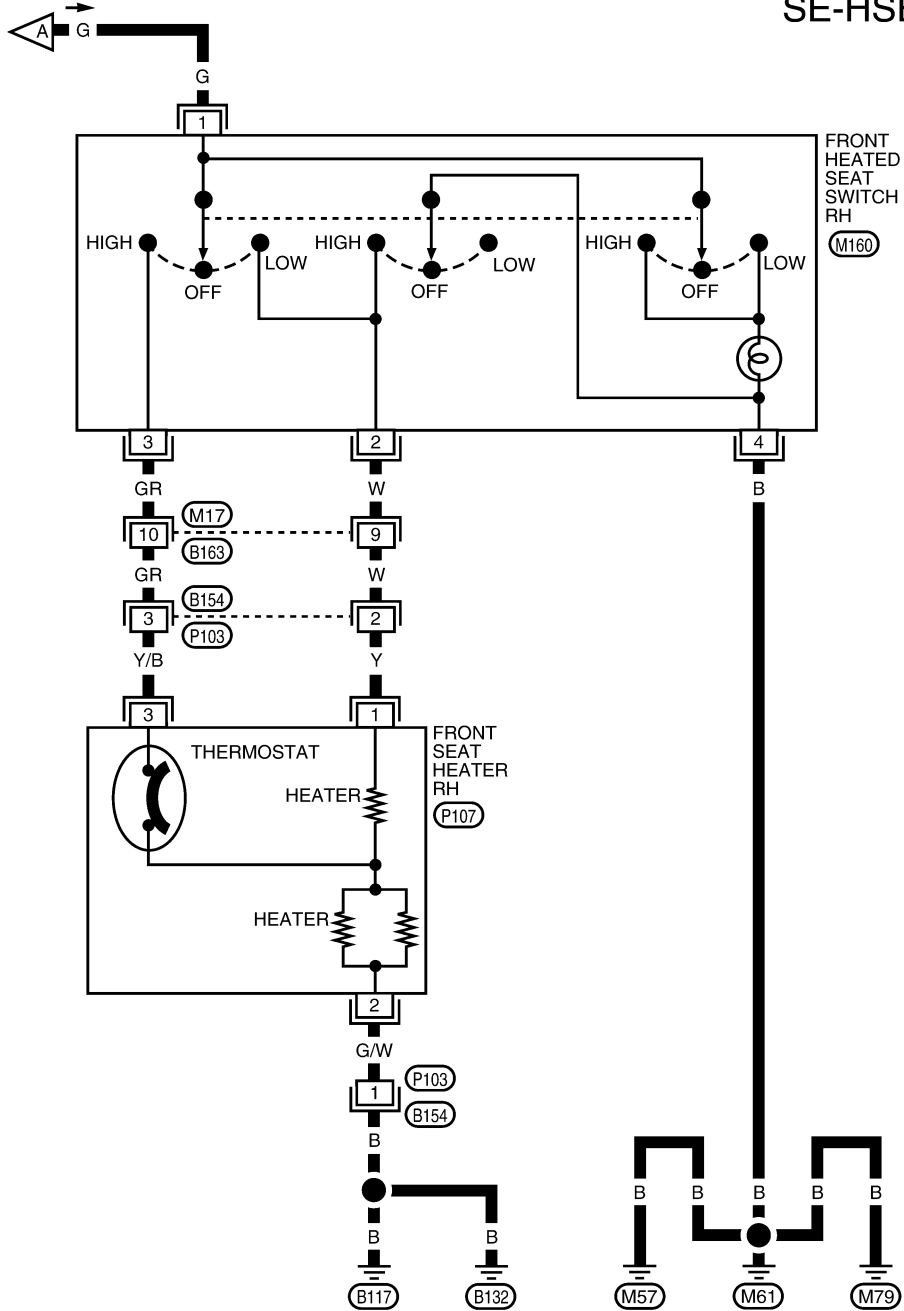 SE-HSE
A
G
G
1
FRONT
HEATED
SEAT
SWITCH
RH
M160
HIGH
OFF
LOW
HIGH
OFF
LOW
HIGH
OFF
LOW
3
2
4
GR
W
B
10
M17
B163
9
GR
W
3
B154
P103
2
Y/B
Y
3
1
THERMOSTAT
HEATER
FRONT
SEAT
HEATER
RH
P107
HEATER
2
G/W
1
P103
B154
B
B
B
B
B
B
B
B
B117
B132
M57
M61
M79